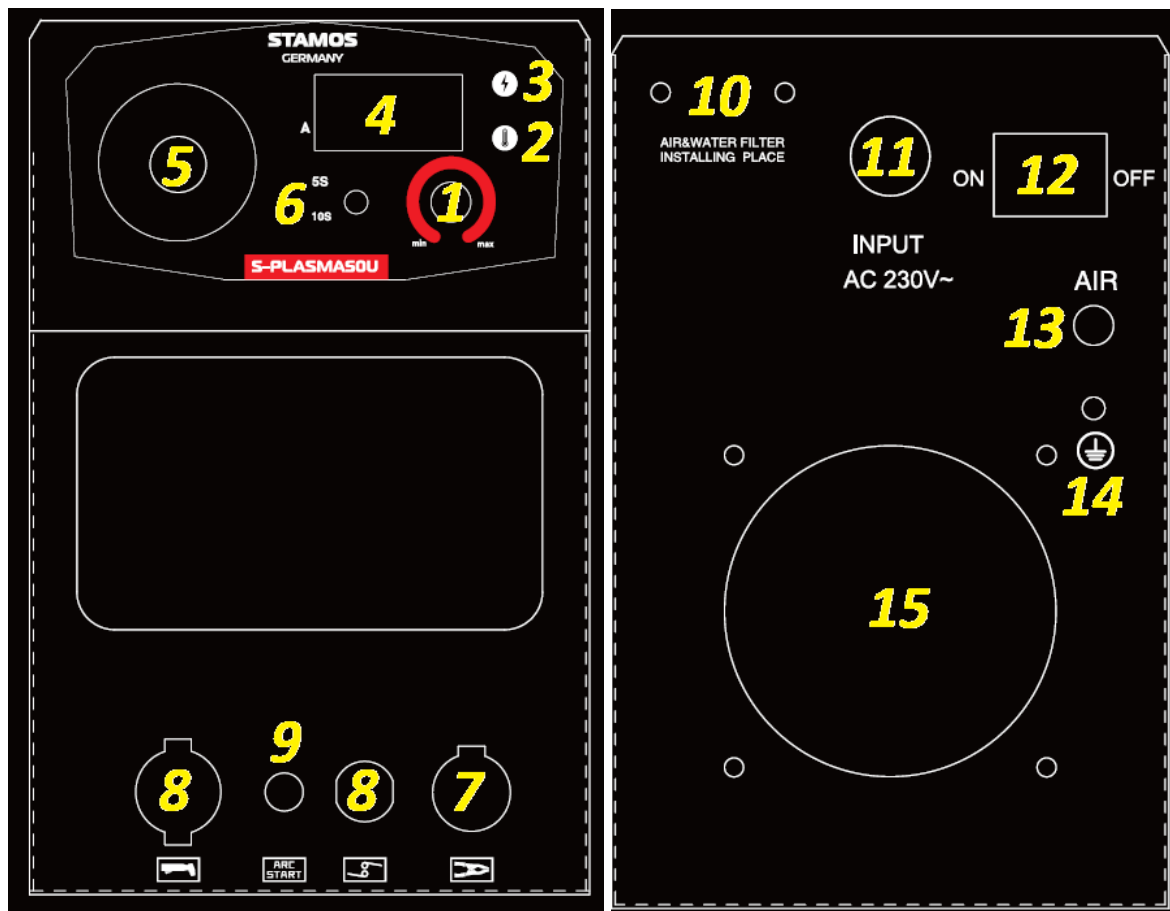 STAMOS
GERMANY
3
A
4
2
5
5S
6
10S
1
min
max
S-PLASMA50U
9
8
8
7
ARC
START
10
AIR&WATER FILTER
INSTALLING PLACE
11
ON
12
OFF
INPUT
AC 230V~
AIR
13
14
15